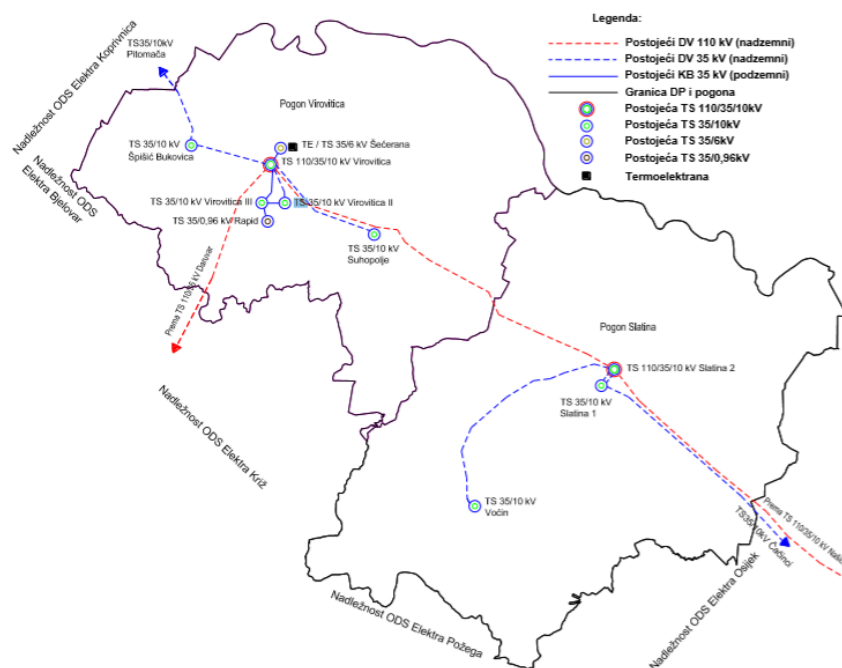 Legenda:
Postojeći DV 110 kV (nadzemni)
Postojeći DV 35 kV (nadzemni)
Postojeći KB 35 kV (podzemni)
Granica DP i pogona
Postojeća TS 110/35/10kV
Postojeća TS 35/10kV
Postojeća TS 35/6kV
Postojeća TS 35/0,96kV
Termoelektrana
Nadležnost ODS Elektra Koprivnica
TS35/10kV
Pitomača
Pogon Virovitica
TS 35/10 kV
Špišić Bukovica
TE / TS 35/6 kV Šećerana
TS 110/35/10 kV Virovitica
Nadležnost ODS
Elektra Bjelovar
TS 35/10 kV Virovitica III
TS/35/10 kV Virovitica II
TS 35/0,96 kV Rapid
TS 35/10 kV
Suhopolje
Prema TS 110/35 kV Daruvar
Nadležnost ODS Elektra Križ
Pogon Slatina
TS 110/35/10 kV Slatina 2
TS 35/10 kV
Slatina 1
TS 35/10 kV
Voćin
Prema TS 110/35/10 kV
TS35/10kV Čačinci
Nadležnost ODS Elektra Osijek
Nadležnost ODS Elektra Požega